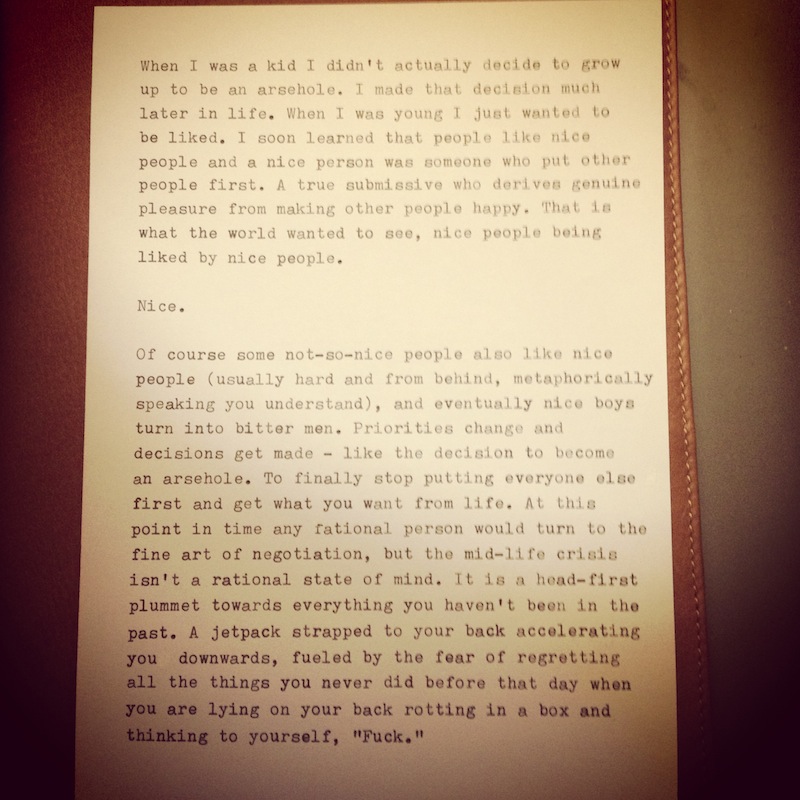 When I was a kid I didn't actually decide to grow
up to be an arsehole. I made that decision much
later in life. When I was young I just wanted to
be liked. I soon learned that people like nice
people and a nice person was someone who put other
people first. A true submissive who derives genuine
pleasure from making other people happy. That is
what the world wanted to see, nice people being
liked by nice people.
Nice.
Of course some not-so-nice people also like nice
people (usually hard and from behind, metaphorically
speaking you understand), and eventually nice boys
turn into bitter men. Priorities change and
decisions get made - like the decision to become
an arsehole. To finally stop putting everyone else
first and get what you want from life. At this
point in time any rational person would turn to the
fine art of negotiation, but the mid-life crisis
isn't a rational state of mind. It is a head-first
plummet towards everything you haven't been in the
past. A jetpack strapped to your back accelerating
you  downwards, fueled by the fear of regretting
all the things you never did before that day when
you are lying on your back rotting in a box and
thinking to yourself, "Fuck."